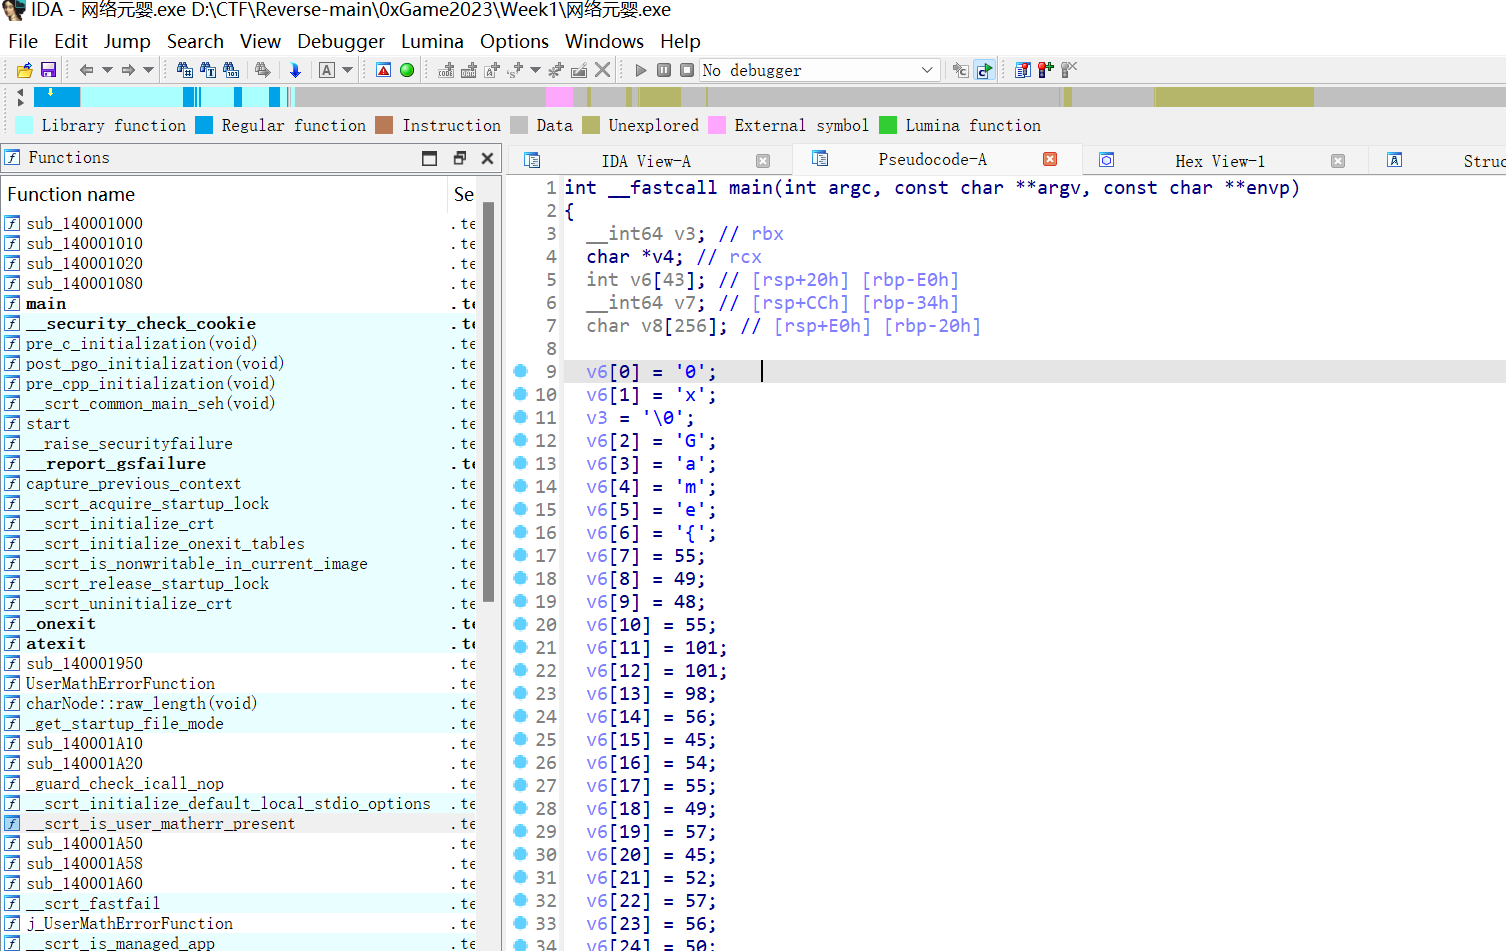 IDA - 网络元婴.exe D:\CTF\Reverse-main\0xGame2023\Week1\网络元婴.exe
File Edit Jump Search View Debugger Lumina Options Windows Help
No debugger
Library function Regular function Instruction Data Unexplored External symbol Lumina function
Functions
IDA View-A Pseudocode-A Hex View-1 Struc
Function name Se
sub_140001000 .te
sub_140001010 .te
sub_140001020 .te
sub_140001080 .te
main .te
__security_check_cookie .te
pre_c_initialization(void) .te
post_pgo_initialization(void) .te
pre_cpp_initialization(void) .te
__scrt_common_main_seh(void) .te
start .te
__raise_securityfailure .te
__report_gsfailure .te
capture_previous_context .te
__scrt_acquire_startup_lock .te
__scrt_initialize_crt .te
__scrt_initialize_onexit_tables .te
__scrt_is_nonwritable_in_current_image .te
__scrt_release_startup_lock .te
__scrt_uninitialize_crt .te
_onexit .te
atexit .te
sub_140001950 .te
UserMathErrorFunction .te
charNode::raw_length(void) .te
_get_startup_file_mode .te
sub_140001A10 .te
sub_140001A20 .te
_guard_check_icall_nop .te
__scrt_initialize_default_local_stdio_options .te
__scrt_is_user_matherr_present .te
sub_140001A50 .te
sub_140001A58 .te
sub_140001A60 .te
__scrt_fastfail .te
j_UserMathErrorFunction .te
__scrt_is_managed_app .te
1 int __fastcall main(int argc, const char **argv, const char **envp)
2 {
3 __int64 v3; // rbx
4 char *v4; // rcx
5 int v6[43]; // [rsp+20h] [rbp-E0h]
6 __int64 v7; // [rsp+CCh] [rbp-34h]
7 char v8[256]; // [rsp+E0h] [rbp-20h]
8
9 v6[0] = '0';
10 v6[1] = 'x';
11 v3 = '\0';
12 v6[2] = 'G';
13 v6[3] = 'a';
14 v6[4] = 'm';
15 v6[5] = 'e';
16 v6[6] = '{';
17 v6[7] = 55;
18 v6[8] = 49;
19 v6[9] = 48;
20 v6[10] = 55;
21 v6[11] = 101;
22 v6[12] = 101;
23 v6[13] = 98;
24 v6[14] = 56;
25 v6[15] = 45;
26 v6[16] = 54;
27 v6[17] = 55;
28 v6[18] = 49;
29 v6[19] = 57;
30 v6[20] = 45;
31 v6[21] = 52;
32 v6[22] = 57;
33 v6[23] = 56;
34 v6[24] = 50;